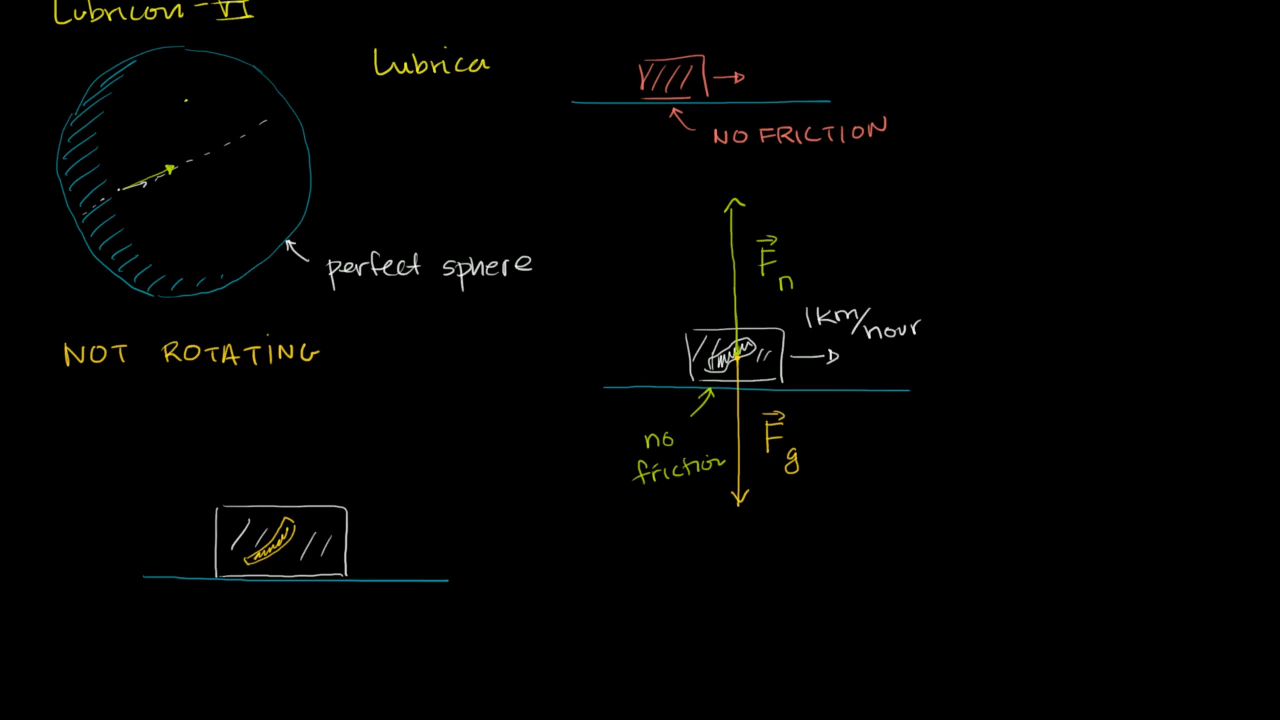 Lubricon-VI
Lubrica
NO FRICTION
perfect sphere
F n
1km/hour
NOT ROTATING
no
friction
F g